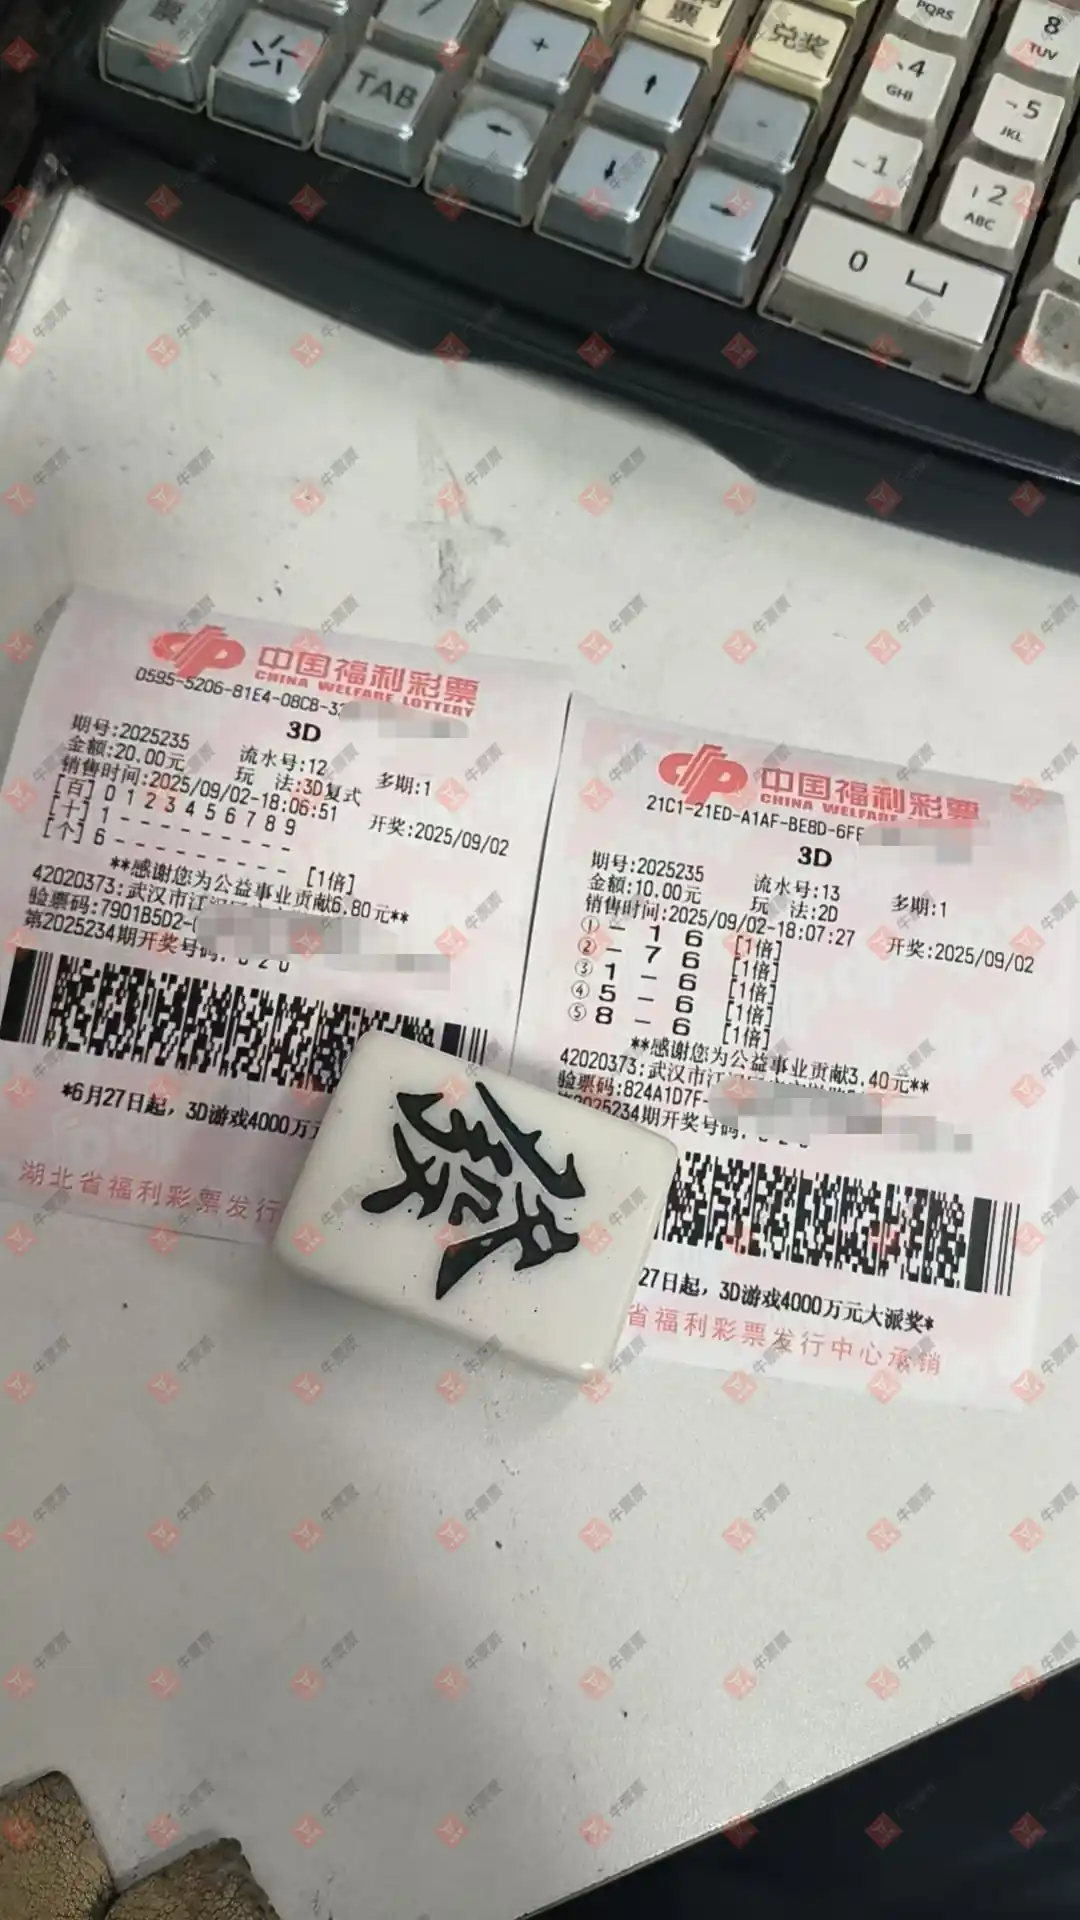 票
TAB
/
+
↑
票
兑奖
-
←
↓
→
PQRS
8
TUV
、4
GHI
-5
JKL
-1
12
ABC
0
中国福利彩票
CHINA WELFARE LOTTERY
D595-5206-81E4-08CB-3
3D
期号:2025235 流水号:12 多期:1
金额:20.00元 玩 法:3D复式
销售时间:2025/09/02-18:06:51 开奖:2025/09/02
[百] 0 1 2 3 4 5 6 7 8 9
[十] 1 - - - - - - - - -
[个] 6 - - - - - - - - - [1倍]
**感谢您为公益事业贡献6.80元**
42020373:武汉市江
验票码:7901B5D2-
第2025234期开奖号码:
*6月27日起，3D游戏4000万
湖北省福利彩票发行
中国福利彩票
CHINA WELFARE LOTTERY
21C1-21ED-A1AF-BE8D-6FF
3D
期号:2025235 流水号:13 多期:1
金额:10.00元 玩 法:2D
销售时间:2025/09/02-18:07:27 开奖:2025/09/02
① - 1 6 [1倍]
② - 7 6 [1倍]
③ 1 - 6 [1倍]
④ 5 - 6 [1倍]
⑤ 8 - 6 [1倍]
**感谢您为公益事业贡献3.40元**
42020373:武汉市江
验票码:824A1D7F-
第2025234期开奖号码:
27日起，3D游戏4000万元大派奖*
省福利彩票发行中心承销
發
牛票票